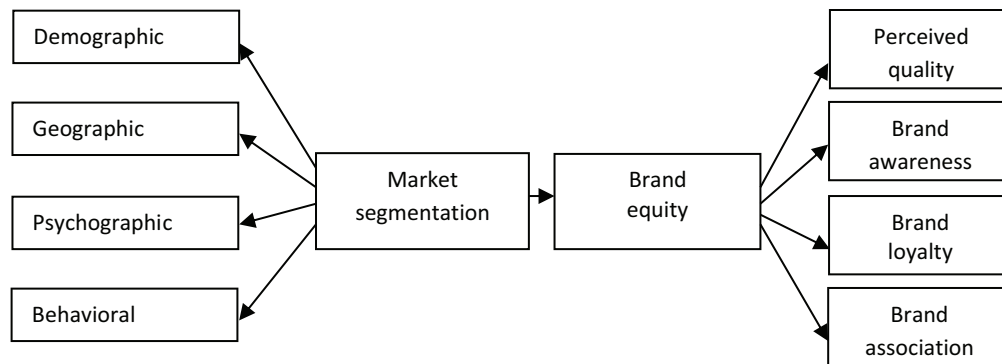 Demographic
Geographic
Psychographic
Behavioral
Market
segmentation
Brand
equity
Perceived
quality
Brand
awareness
Brand
loyalty
Brand
association